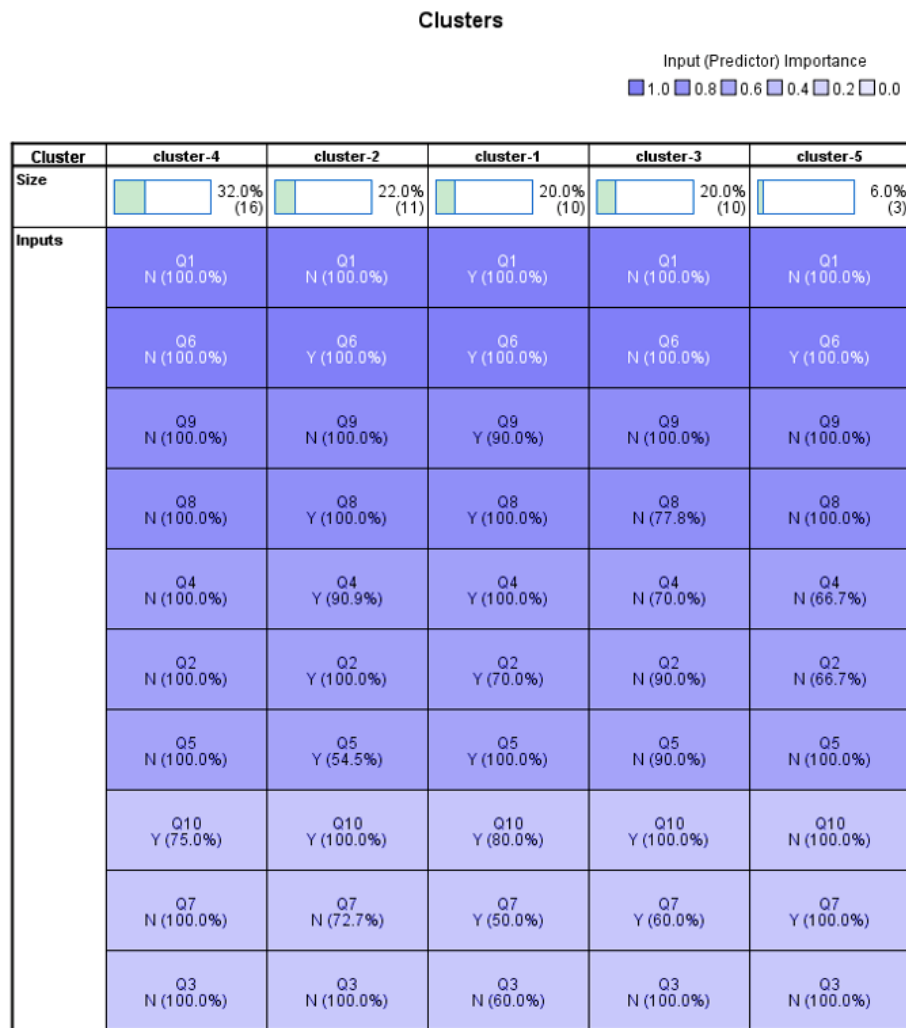 Clusters
Input (Predictor) Importance
1.0 0.8 0.6 0.4 0.2 0.0
Cluster cluster-4 cluster-2 cluster-1 cluster-3 cluster-5
Size 32.0% 22.0% 20.0% 20.0% 6.0%
(16) (11) (10) (10) (3)
Inputs
Q1 Q1 Q1 Q1 Q1
N (100.0%) N (100.0%) Y (100.0%) N (100.0%) N (100.0%)
Q6 Q6 Q6 Q6 Q6
N (100.0%) Y (100.0%) Y (100.0%) N (100.0%) Y (100.0%)
Q9 Q9 Q9 Q9 Q9
N (100.0%) N (100.0%) Y (90.0%) N (100.0%) N (100.0%)
Q8 Q8 Q8 Q8 Q8
N (100.0%) Y (100.0%) Y (100.0%) N (77.8%) N (100.0%)
Q4 Q4 Q4 Q4 Q4
N (100.0%) Y (90.9%) Y (100.0%) N (70.0%) N (66.7%)
Q2 Q2 Q2 Q2 Q2
N (100.0%) Y (100.0%) Y (70.0%) N (90.0%) N (66.7%)
Q5 Q5 Q5 Q5 Q5
N (100.0%) Y (54.5%) Y (100.0%) N (90.0%) N (100.0%)
Q10 Q10 Q10 Q10 Q10
Y (75.0%) Y (100.0%) Y (80.0%) Y (100.0%) N (100.0%)
Q7 Q7 Q7 Q7 Q7
N (100.0%) N (72.7%) Y (50.0%) Y (60.0%) Y (100.0%)
Q3 Q3 Q3 Q3 Q3
N (100.0%) N (100.0%) N (60.0%) N (100.0%) N (100.0%)